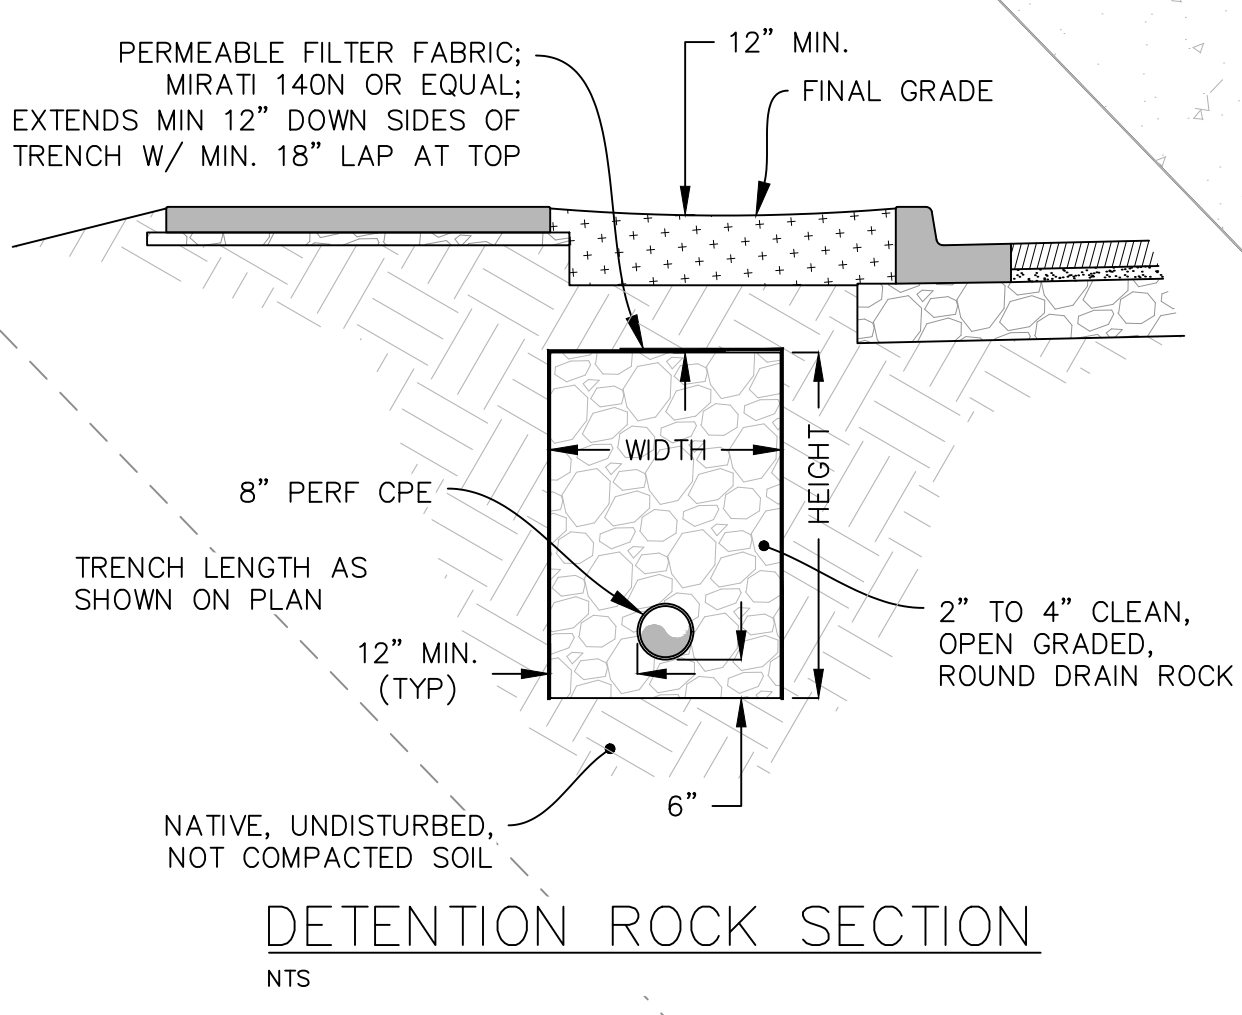 PERMEABLE FILTER FABRIC;
MIRATI 140N OR EQUAL;
EXTENDS MIN 12” DOWN SIDES OF
TRENCH W/ MIN. 18” LAP AT TOP
12” MIN.
FINAL GRADE
WIDTH
HEIGHT
8” PERF CPE
TRENCH LENGTH AS
SHOWN ON PLAN
12” MIN.
(TYP)
2” TO 4” CLEAN,
OPEN GRADED,
ROUND DRAIN ROCK
6”
NATIVE, UNDISTURBED,
NOT COMPACTED SOIL
DETENTION ROCK SECTION
NTS